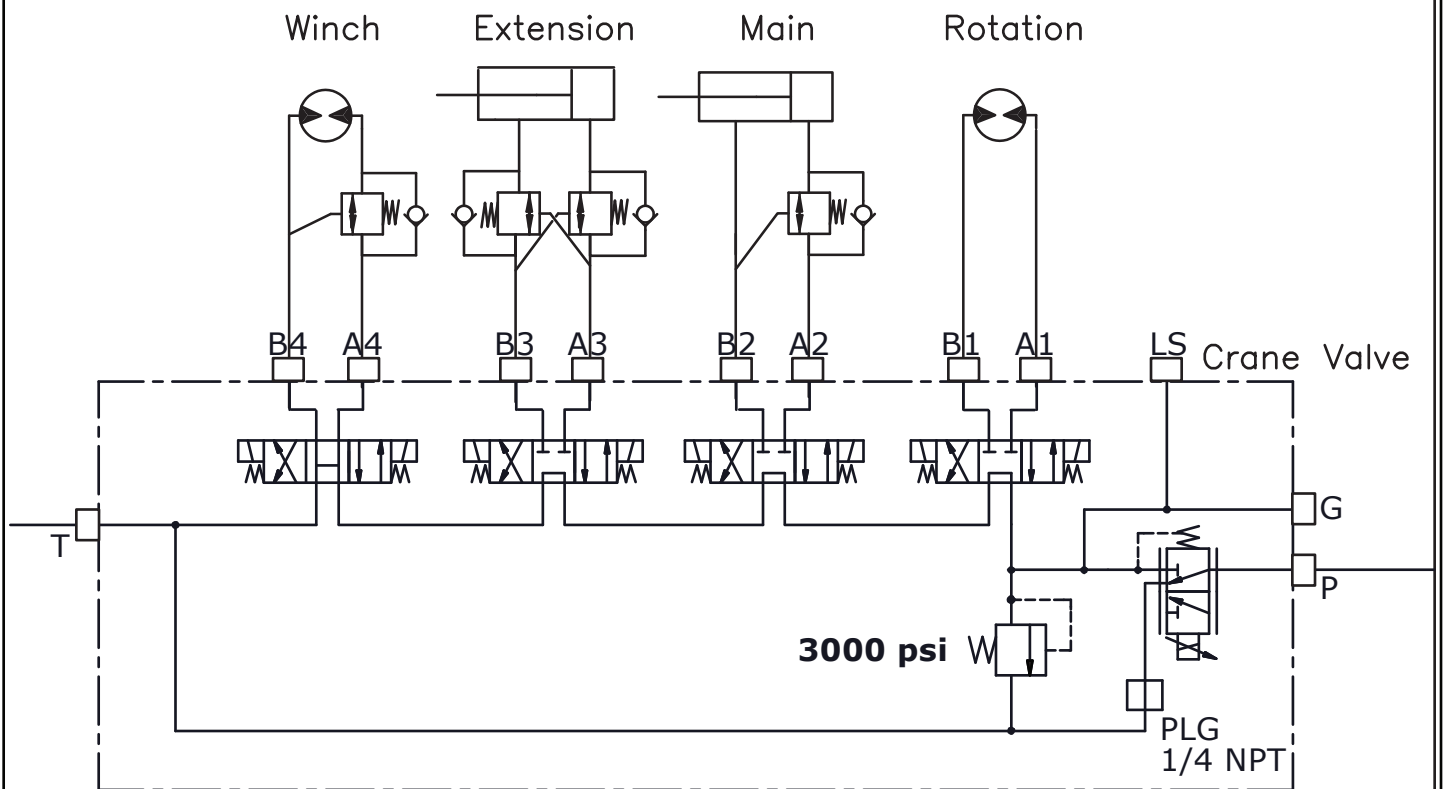 Winch Extension Main Rotation
B4 A4 B3 A3 B2 A2 B1 A1 LS Crane Valve
G
T
P
3000 psi
PLG
1/4 NPT